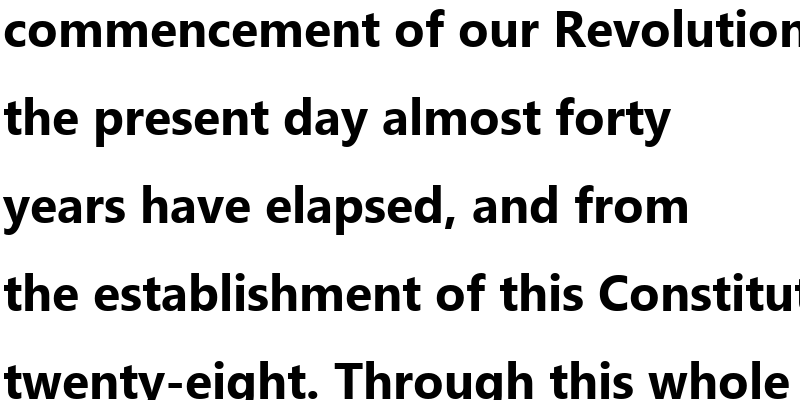 commencement of our Revolution
the present day almost forty
years have elapsed, and from
the establishment of this
twenty-eight. Through this whole